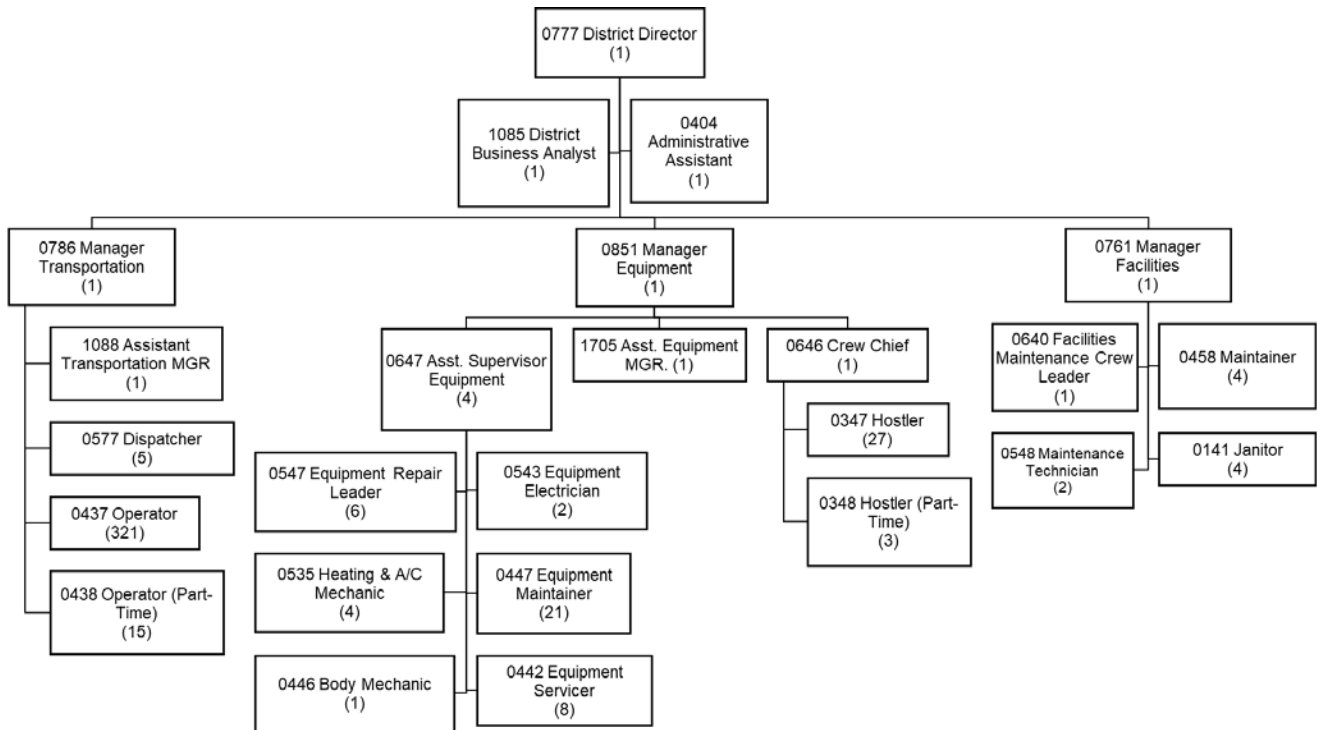 0777 District Director
(1)
1085 District
Business Analyst
(1)
0404
Administrative
Assistant
(1)
0786 Manager
Transportation
(1)
0851 Manager
Equipment
(1)
0761 Manager
Facilities
(1)
1088 Assistant
Transportation MGR
(1)
0577 Dispatcher
(5)
0437 Operator
(321)
0438 Operator (Part-
Time)
(15)
0647 Asst. Supervisor
Equipment
(4)
1705 Asst. Equipment
MGR. (1)
0646 Crew Chief
(1)
0547 Equipment Repair
Leader
(6)
0543 Equipment
Electrician
(2)
0535 Heating & A/C
Mechanic
(4)
0447 Equipment
Maintainer
(21)
0446 Body Mechanic
(1)
0442 Equipment
Servicer
(8)
0347 Hostler
(27)
0348 Hostler (Part-
Time)
(3)
0640 Facilities
Maintenance Crew
Leader
(1)
0458 Maintainer
(4)
0548 Maintenance
Technician
(2)
0141 Janitor
(4)